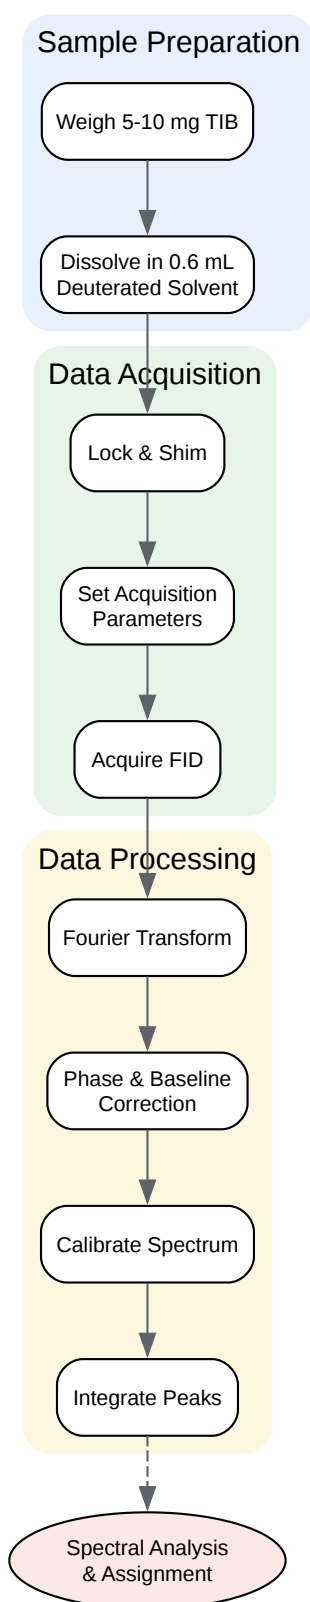 Sample Preparation
Weigh 5-10 mg TIB
Dissolve in 0.6 mL
Deuterated Solvent
Data Acquisition
Lock & Shim
Set Acquisition
Parameters
Acquire FID
Data Processing
Fourier Transform
Phase & Baseline
Correction
Calibrate Spectrum
Integrate Peaks
Spectral Analysis
& Assignment